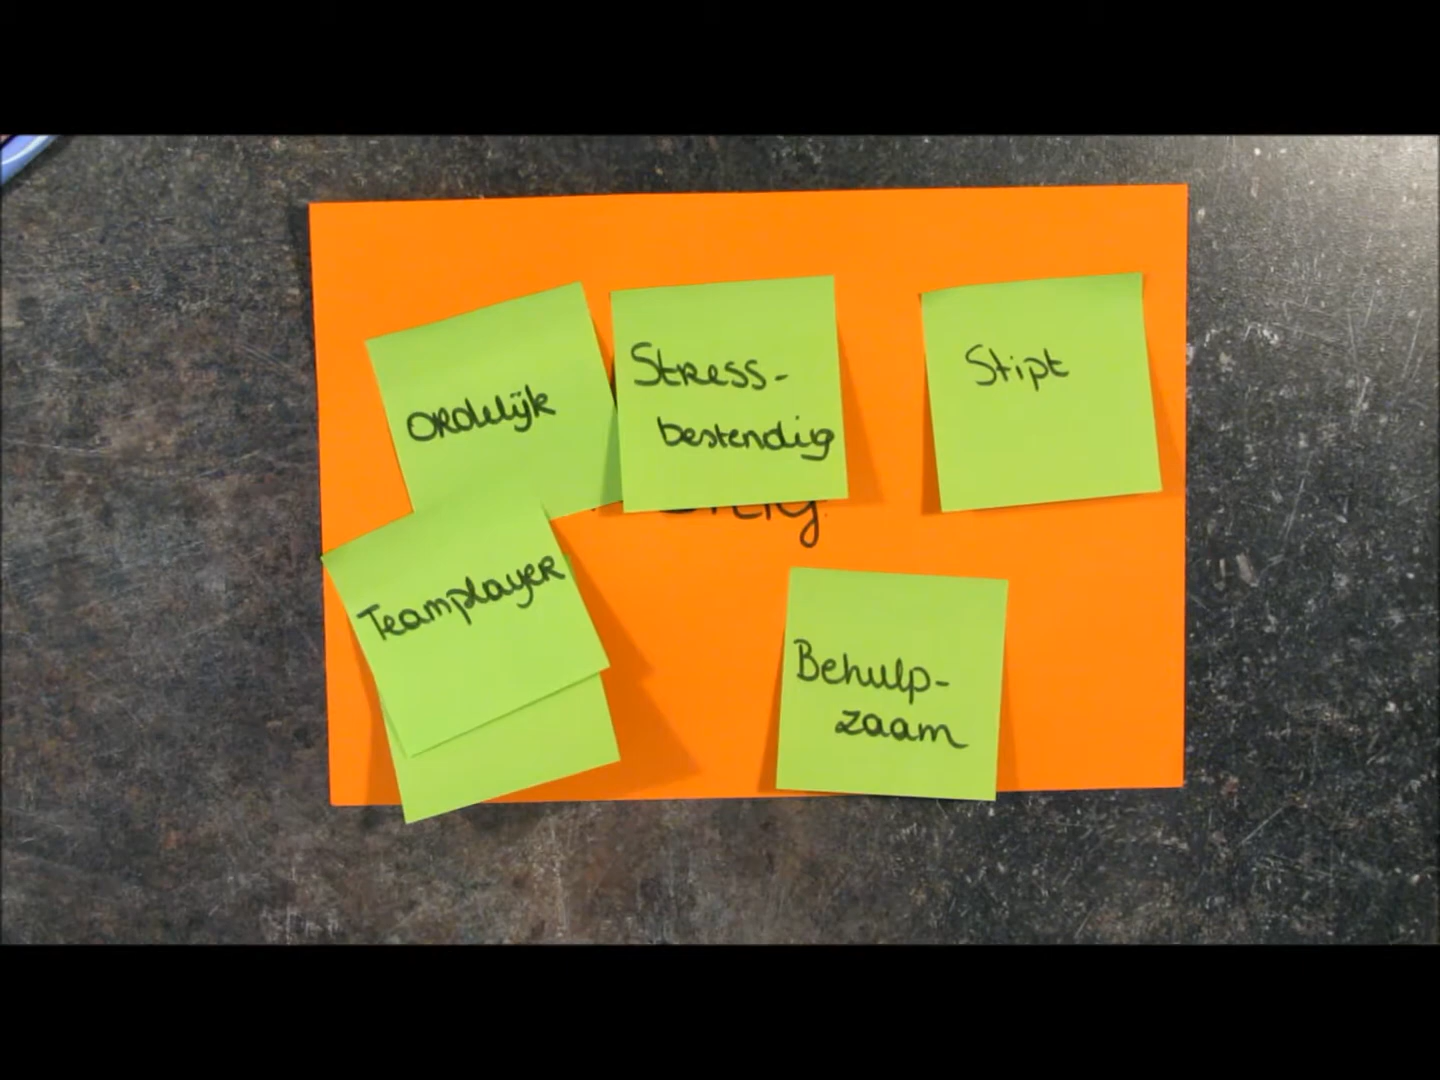 ordelijk
Stress-
bestendig
Stipt
Teamplayer
Behulp-
zaam